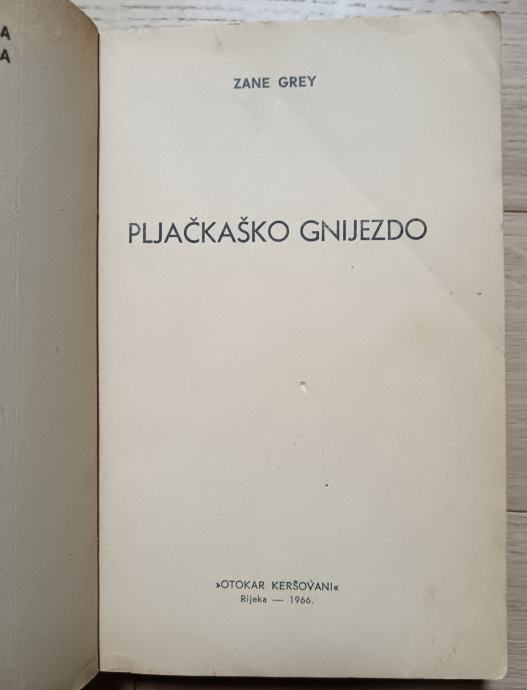 A
A
ZANE GREY
PLJAČKAŠKO GNIJEZDO
»OTOKAR KERŠOVANI«
Rijeka — 1966.